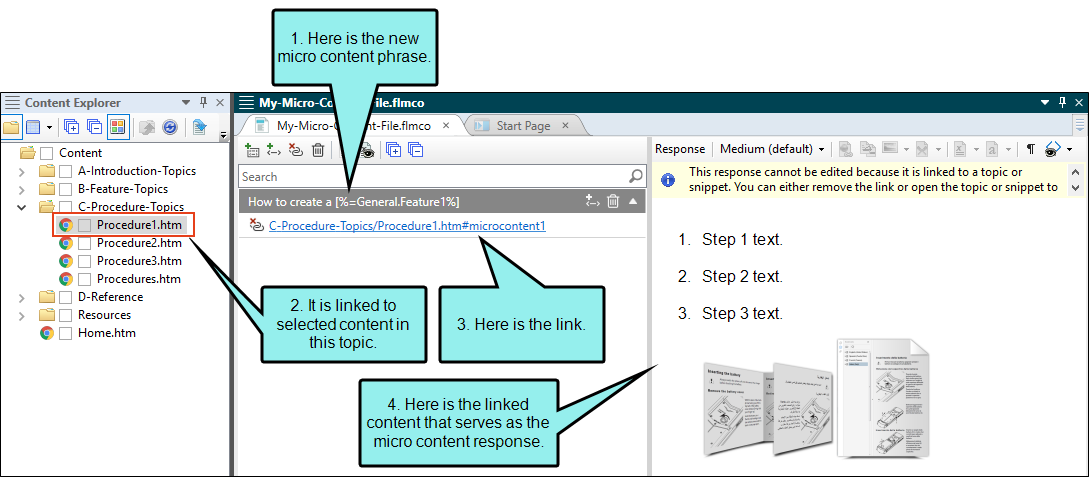 1. Here is the new
micro content phrase.
Content Explorer
My-Micro-Cont
File.flmco
My-Micro-C
ntent-File.flmco
Start Page
Response
Medium (default)
Content
A-Introduction-Topics
B-Feature-Topics
C-Procedure-Topics
Procedure1.htm
Procedure2.htm
Procedure3.htm
Procedures.htm
D-Reference
Resources
Home.htm
Search
How to create a [%=General.Feature1%]
C-Procedure-Topics/Procedure1.htm#microcontent1
This response cannot be edited because it is linked to a topic or
snippet. You can either remove the link or open the topic or snippet to
1. Step 1 text.
2. Step 2 text.
3. Step 3 text.
2. It is linked to
selected content in
this topic.
3. Here is the link.
4. Here is the linked
content that serves as the
micro content response.
Inserting the battery